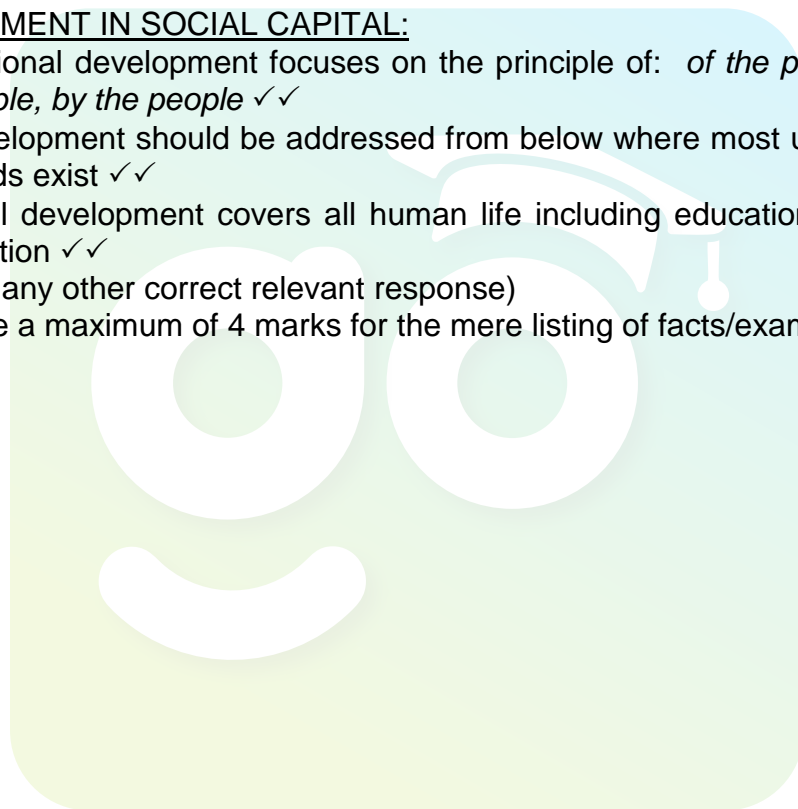 MENT IN SOCIAL CAPITAL:
ional development focuses on the principle of: of the p
ple, by the people ✓✓
elopment should be addressed from below where most u
ds exist ✓✓
l development covers all human life including education
tion ✓✓
any other correct relevant response)
e a maximum of 4 marks for the mere listing of facts/exan
go